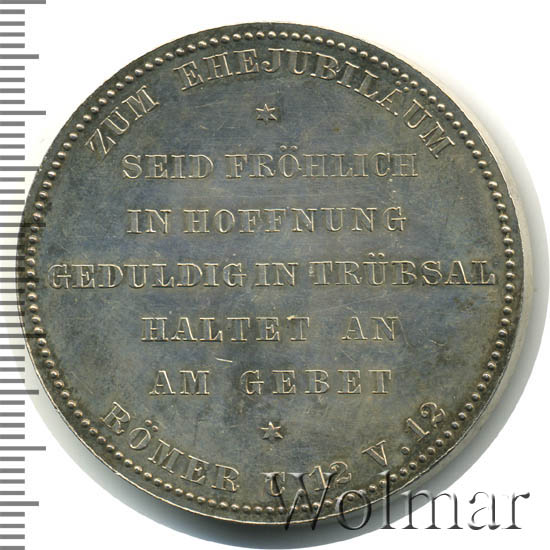 ZUM EHEJUBILÄUM
SEID FRÖHLICH
IN HOFFNUNG
GEDULDIG IN TRÜBSAL
HALTET AN
AM GEBET
RÖMER C. 12 V. 12
Wolmar